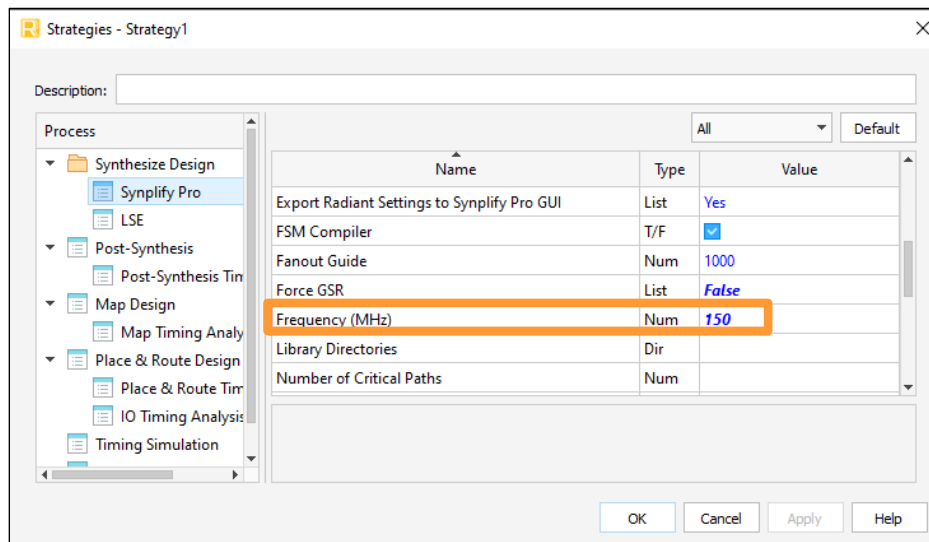 Strategies - Strategy1
Description:
All
Default
Process
Synthesize Design
Synplify Pro
LSE
Post-Synthesis
Post-Synthesis Tim
Map Design
Map Timing Analy
Place & Route Design
Place & Route Tim
IO Timing Analysis
Timing Simulation
Name Type Value
Export Radiant Settings to Synplify Pro GUI List Yes
FSM Compiler T/F
Fanout Guide Num 1000
Force GSR List False
Frequency (MHz) Num 150
Library Directories Dir
Number of Critical Paths Num
OK Cancel Apply Help